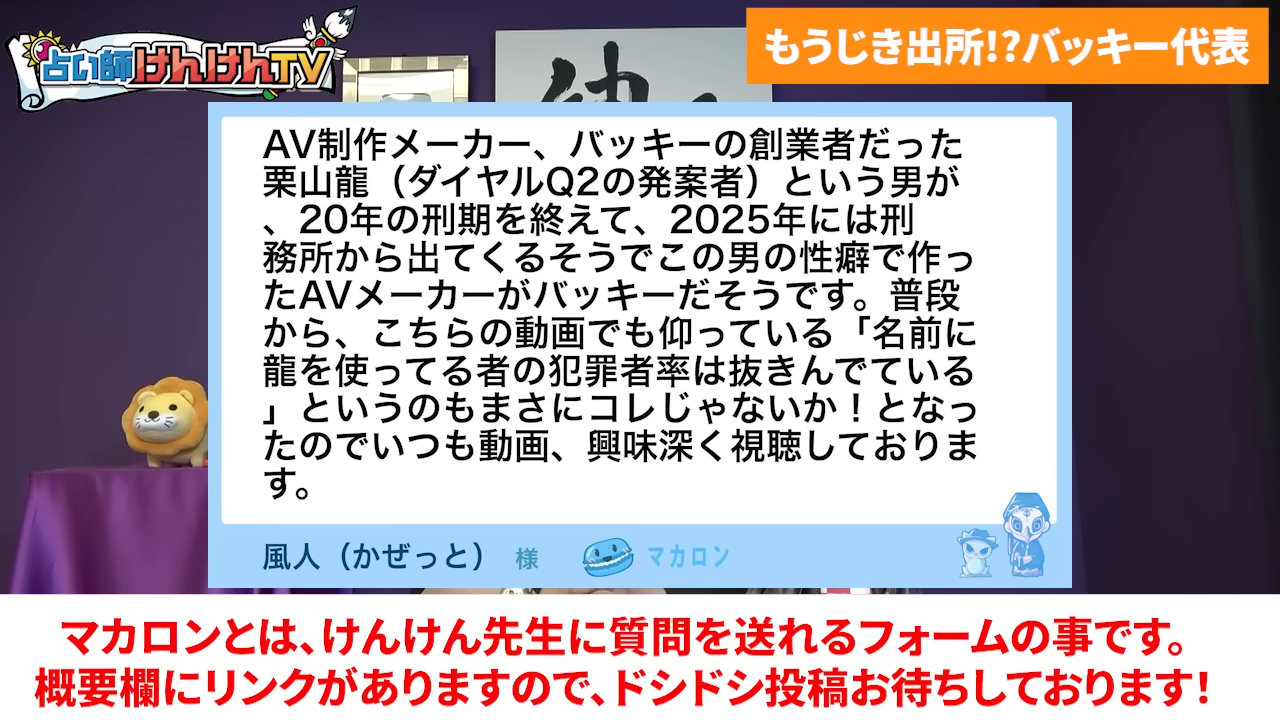 占い師けんけんTV
もうじき出所!?バッキー代表
AV制作メーカー、バッキーの創業者だった
栗山龍（ダイヤルQ2の発案者）という男が
、20年の刑期を終えて、2025年には刑
務所から出てくるそうでこの男の性癖で作っ
たAVメーカーがバッキーだそうです。普段
から、こちらの動画でも仰っている「名前に
龍を使ってる者の犯罪者率は抜きんでている
」というのもまさにコレじゃないか！となっ
たのでいつも動画、興味深く視聴しておりま
す。
風人（かぜっと） 様 マカロン
マカロンとは、けんけん先生に質問を送れるフォームの事です。
概要欄にリンクがありますので、ドシドシ投稿お待ちしております！